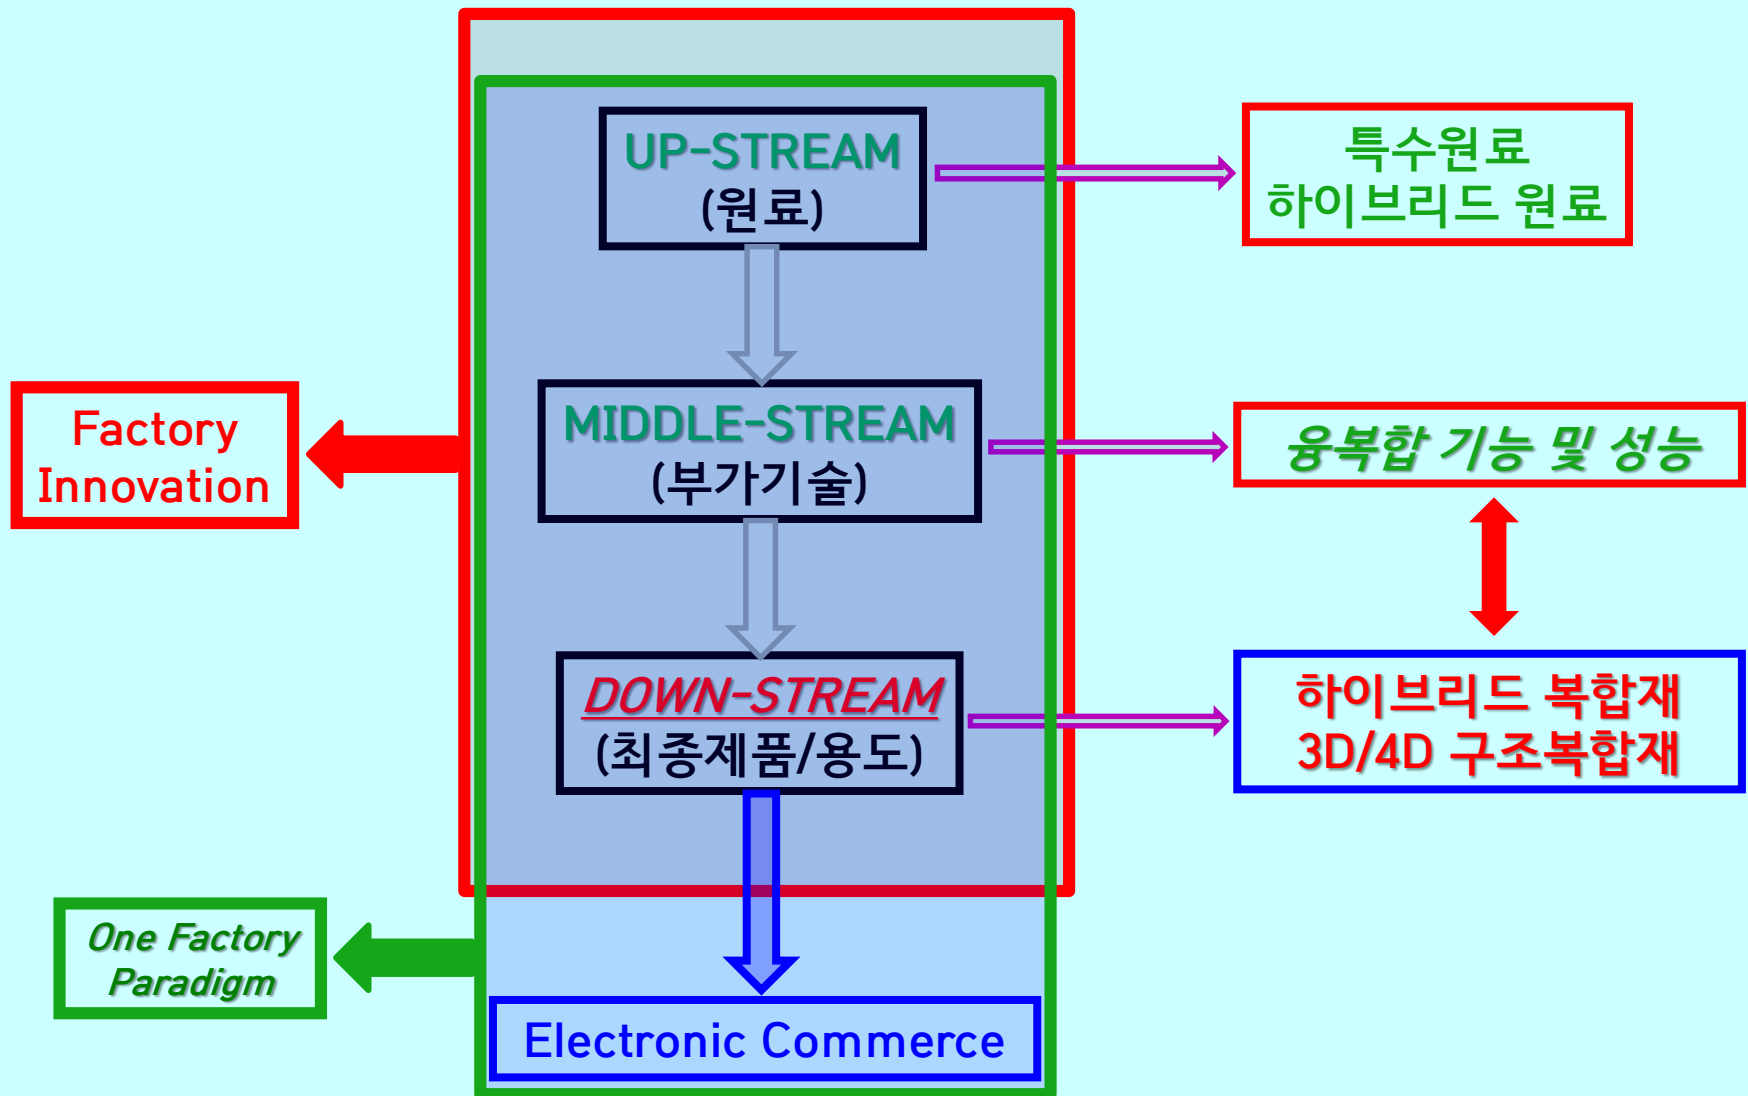 UP-STREAM
(원료)
특수원료
하이브리드 원료
Factory
Innovation
MIDDLE-STREAM
(부가기술)
융복합 기능 및 성능
DOWN-STREAM
(최종제품/용도)
하이브리드 복합재
3D/4D 구조복합재
One Factory
Paradigm
Electronic Commerce